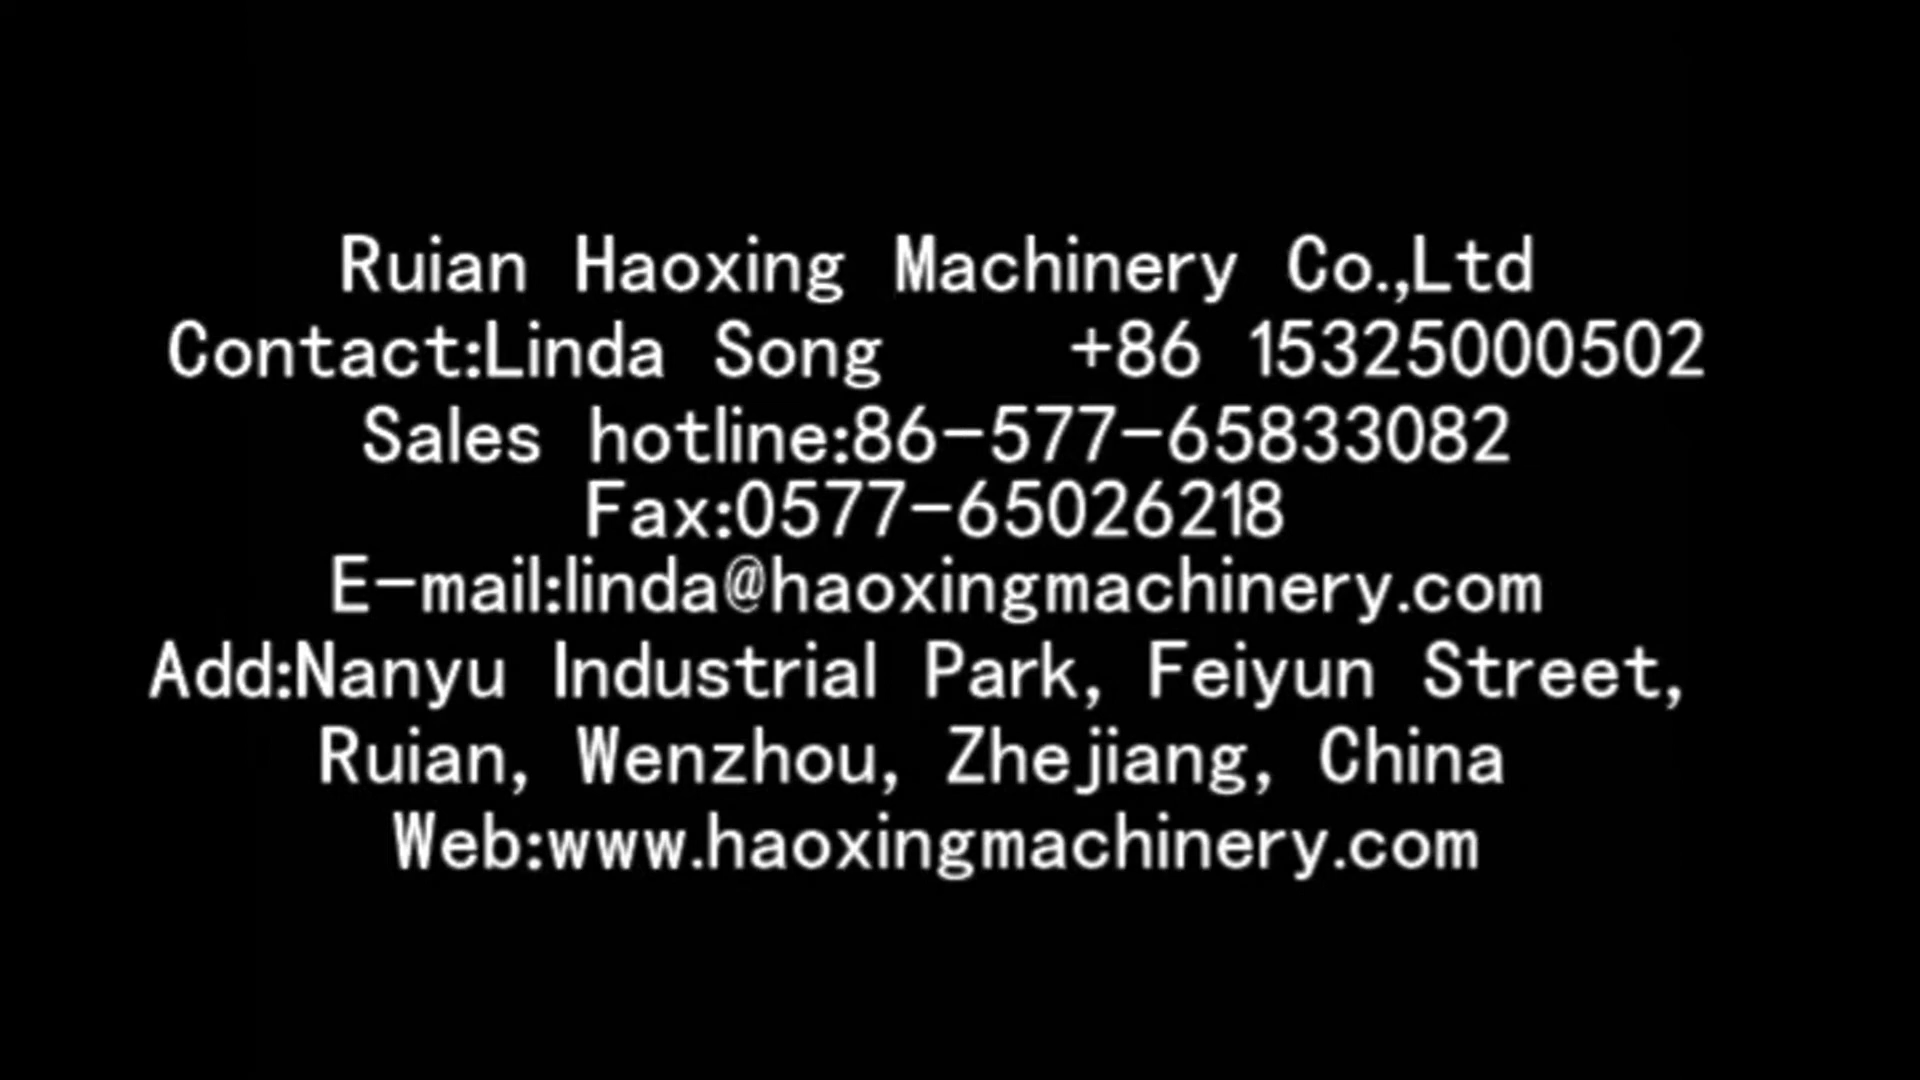 Ruian Haoxing Machinery Co.,Ltd
Contact:Linda Song +86 15325000502
Sales hotline:86-577-65833082
Fax:0577-65026218
E-mail:linda@haoxingmachinery.com
Add:Nanyu Industrial Park, Feiyun Street,
Ruian, Wenzhou, Zhejiang, China
Web:www.haoxingmachinery.com